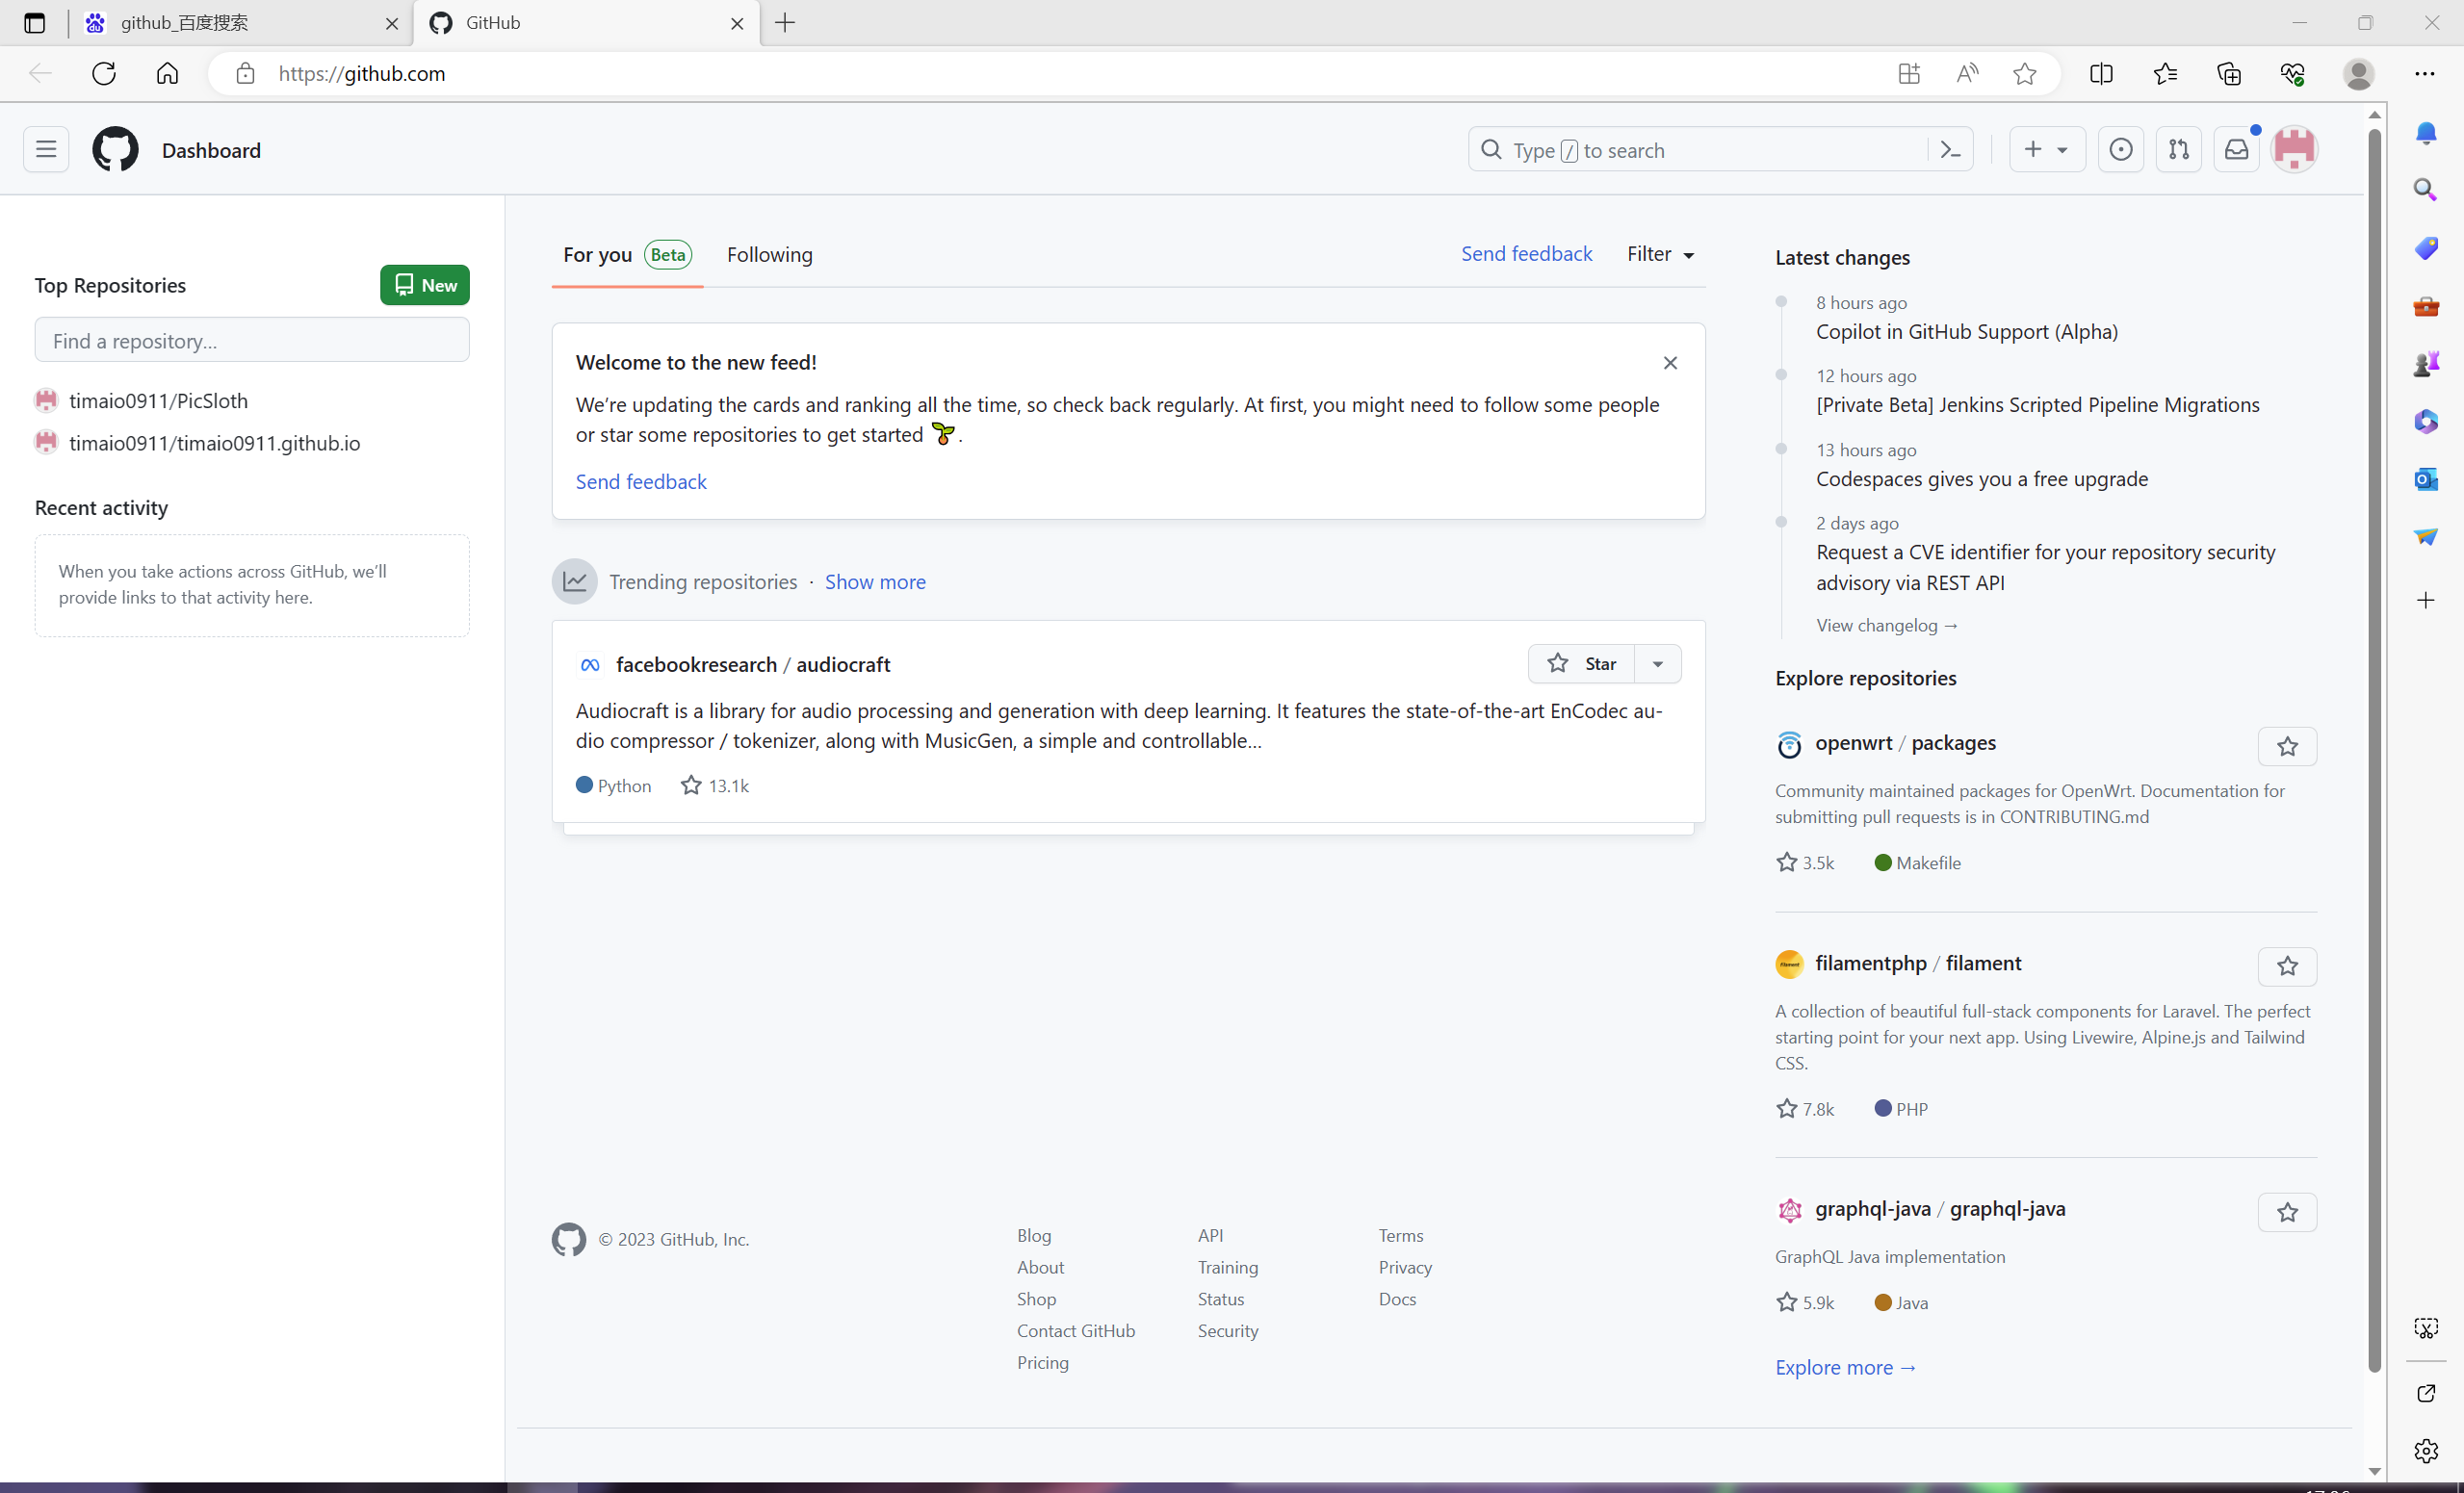 github_百度搜索
GitHub
https://github.com
Dashboard
Type / to search
Top Repositories
New
Find a repository...
timaio0911/PicSloth
timaio0911/timaio0911.github.io
Recent activity
When you take actions across GitHub, we'll
provide links to that activity here.
For you Beta
Following
Send feedback
Filter
Welcome to the new feed!
We're updating the cards and ranking all the time, so check back regularly. At first, you might need to follow some people
or star some repositories to get started .
Send feedback
Trending repositories · Show more
facebookresearch / audiocraft
Star
Audiocraft is a library for audio processing and generation with deep learning. It features the state-of-the-art EnCodec au-
dio compressor / tokenizer, along with MusicGen, a simple and controllable...
Python 13.1k
© 2023 GitHub, Inc.
Blog
About
Shop
Contact GitHub
Pricing
API
Training
Status
Security
Terms
Privacy
Docs
Latest changes
8 hours ago
Copilot in GitHub Support (Alpha)
12 hours ago
[Private Beta] Jenkins Scripted Pipeline Migrations
13 hours ago
Codespaces gives you a free upgrade
2 days ago
Request a CVE identifier for your repository security
advisory via REST API
View changelog →
Explore repositories
openwrt / packages
Community maintained packages for OpenWrt. Documentation for
submitting pull requests is in CONTRIBUTING.md
3.5k Makefile
filamentphp / filament
A collection of beautiful full-stack components for Laravel. The perfect
starting point for your next app. Using Livewire, Alpine.js and Tailwind
CSS.
7.8k PHP
graphql-java / graphql-java
GraphQL Java implementation
5.9k Java
Explore more →